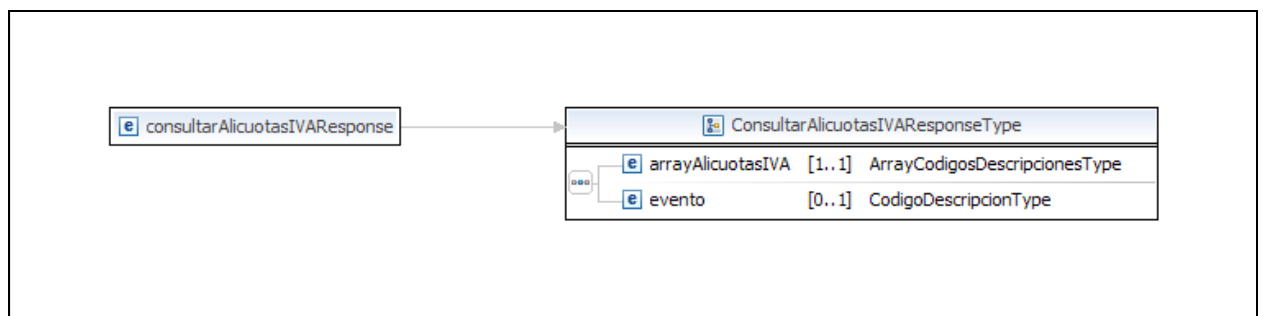 e consultarAlicuotasIVAResponse
ConsultarAlicuotasIVAResponseType
e arrayAlicuotasIVA [1..1] ArrayCodigosDescripcionesType
e evento [0..1] CodigoDescripcionType